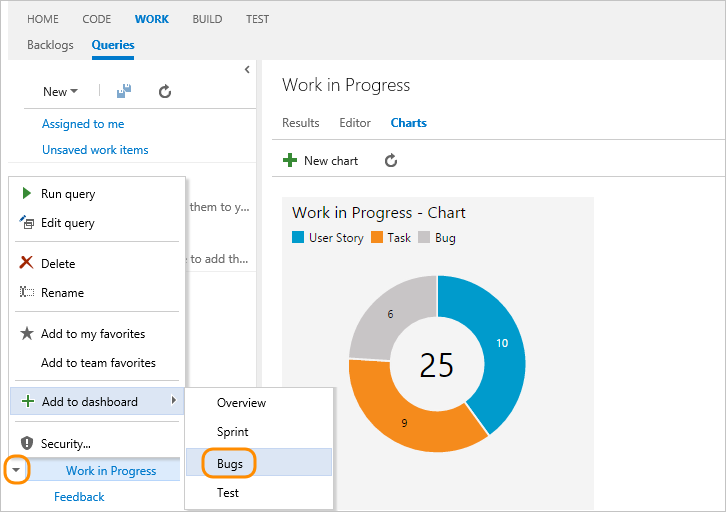 HOME CODE WORK BUILD TEST
Backlogs Queries
New
Assigned to me
Unsaved work items
them to y...
e to add th...
Run query
Edit query
Delete
Rename
Add to my favorites
Add to team favorites
Add to dashboard
Security...
Work in Progress
Feedback
Overview
Sprint
Bugs
Test
Work in Progress
Results Editor Charts
New chart
Work in Progress - Chart
User Story Task Bug
6
10
25
9